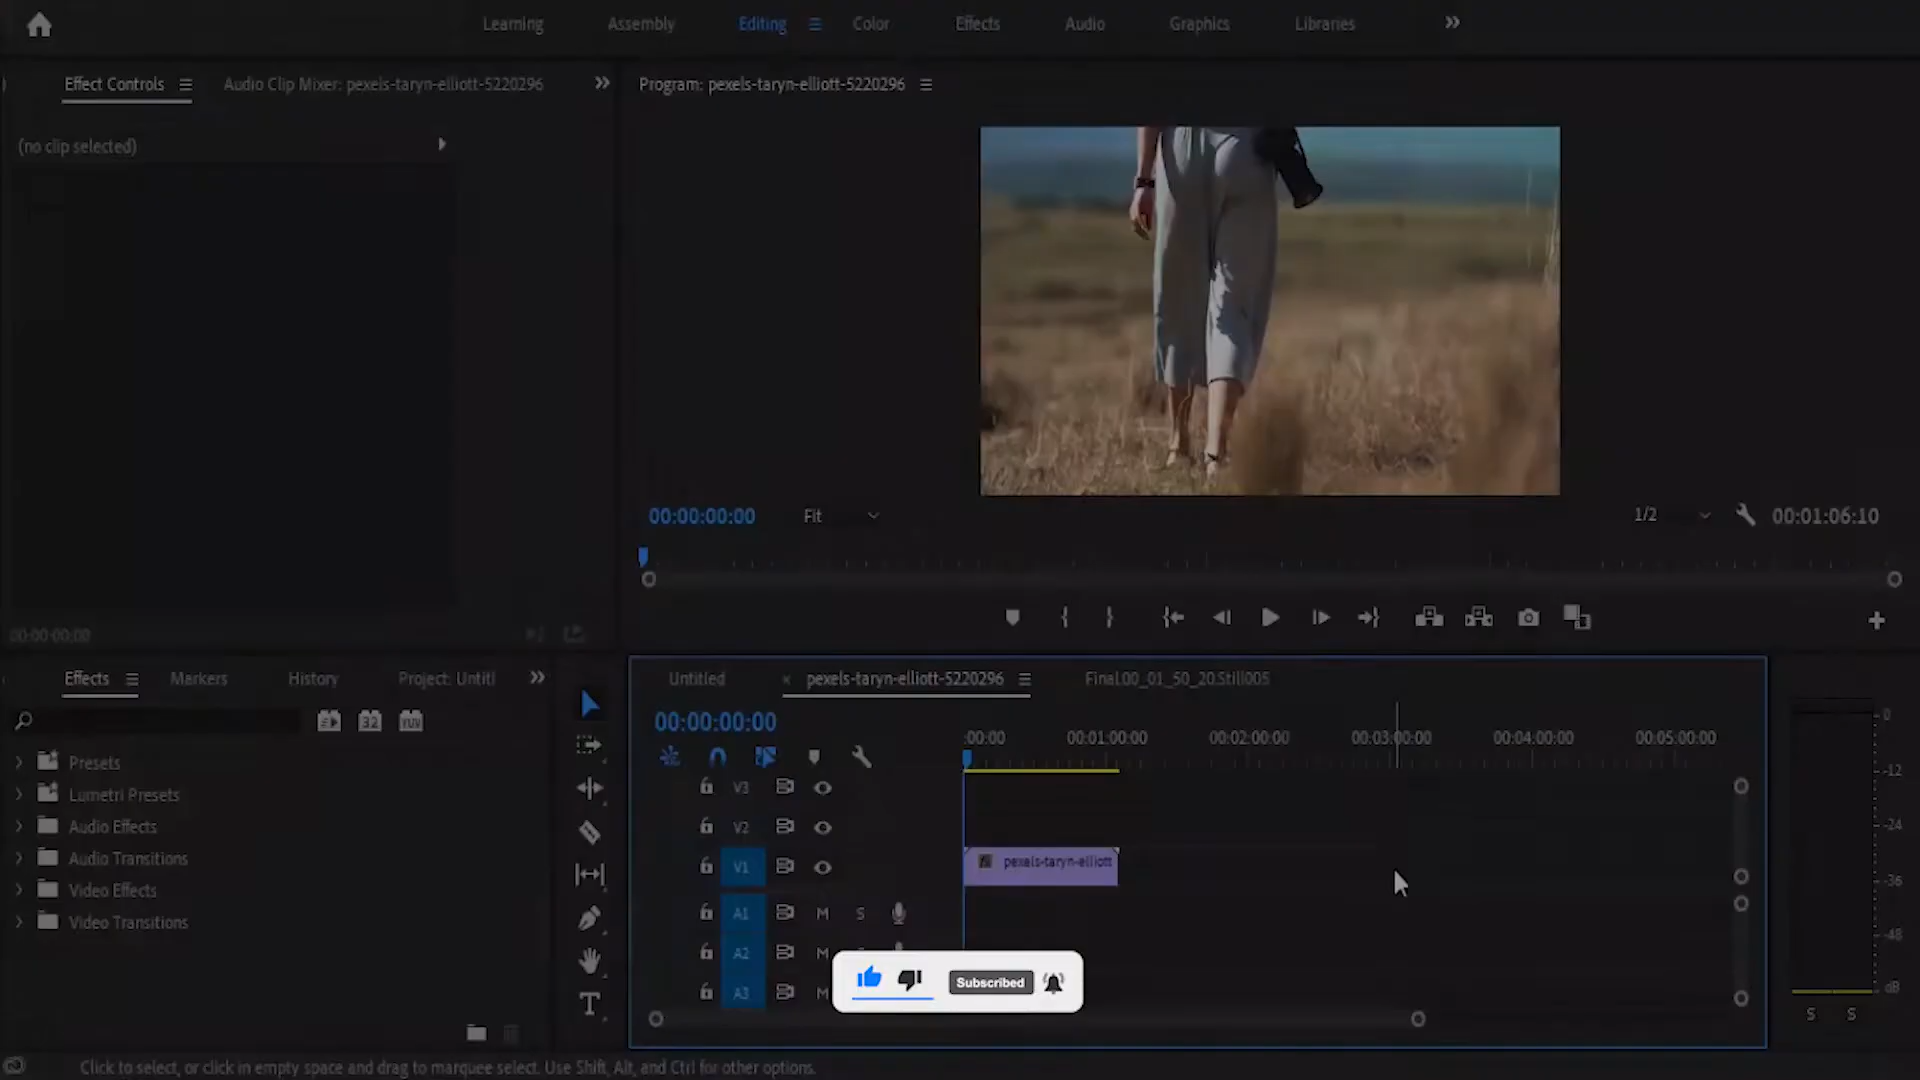 Learning Assembly Editing Color Effects Audio Graphics Libraries
Effect Controls Audio Clip Mixer: pexels-taryn-elliott-5220296
Program: pexels-taryn-elliott-5220296
(no clip selected)
00:00:00:00 Fit 1/2 00:01:06:10
00:00:00:00
Effects Markers History Project: Untitl
Untitled × pexels-taryn-elliott-5220296 Final.00_01_50_20.Still005
00:00:00:00
:00:00 00:01:00:00 00:02:00:00 00:03:00:00 00:04:00:00 00:05:00:00
32 YUV
Presets
Lumetri Presets
Audio Effects
Audio Transitions
Video Effects
Video Transitions
V3
V2
V1 pexels-taryn-elliott
A1 M S
A2 M
A3 M
Subscribed
T
0
-12
-24
-36
-48
dB
S S
Click to select, or click in empty space and drag to marquee select. Use Shift, Alt, and Ctrl for other options.